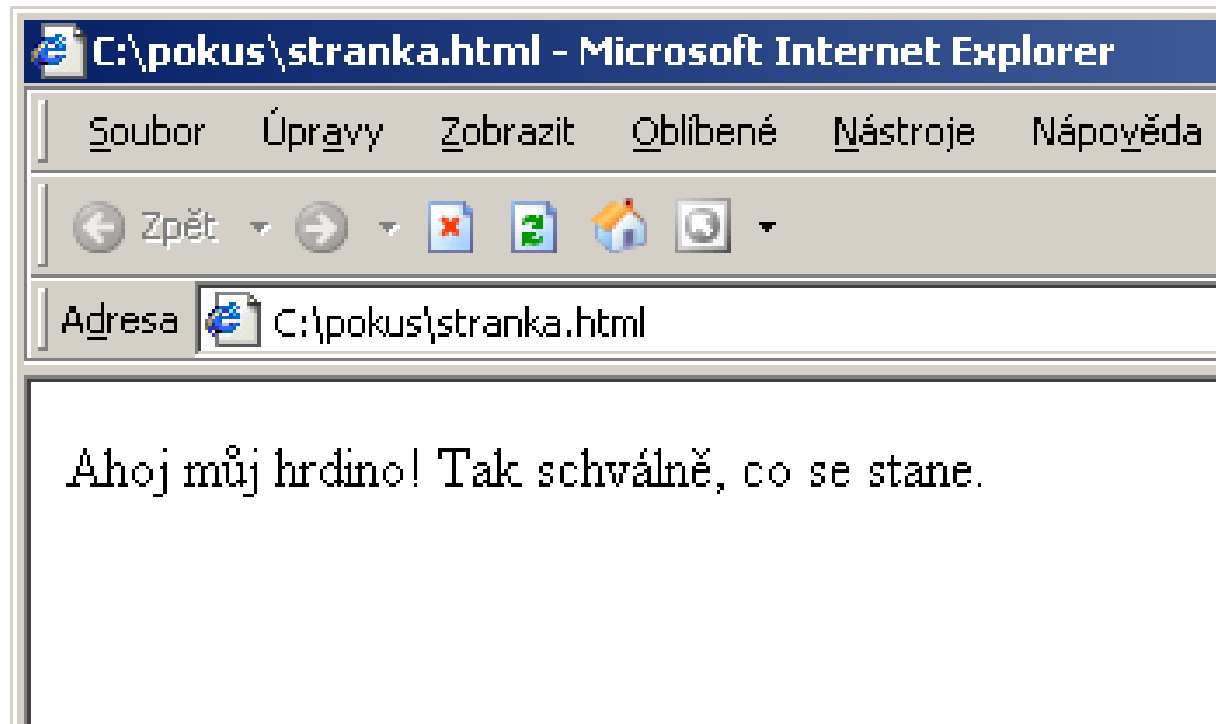 C:\pokus\stranka.html - Microsoft Internet Explorer
Soubor Úpravy Zobrazit Oblíbené Nástroje Nápověda
Zpět
Adresa C:\pokus\stranka.html
Ahoj můj hrdino! Tak schválně, co se stane.